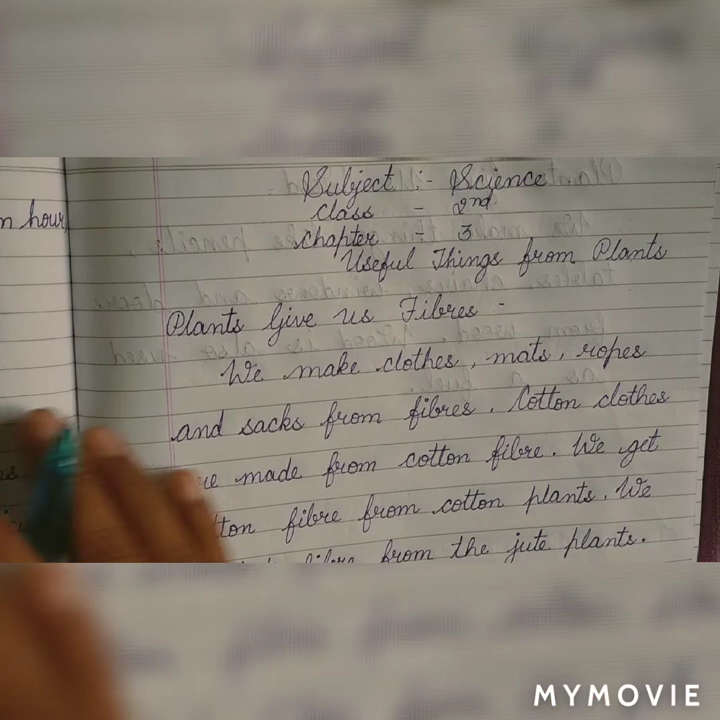 n hour
Subject :- Science
Class - 2nd
Chapter - 3
Useful Things from Plants
Plants Give us Fibres -
We make clothes, mats, ropes
and sacks from fibres. Cotton clothes
made from cotton fibre. We get
fibre from cotton plants. We
from the jute plants.
MYMOVIE